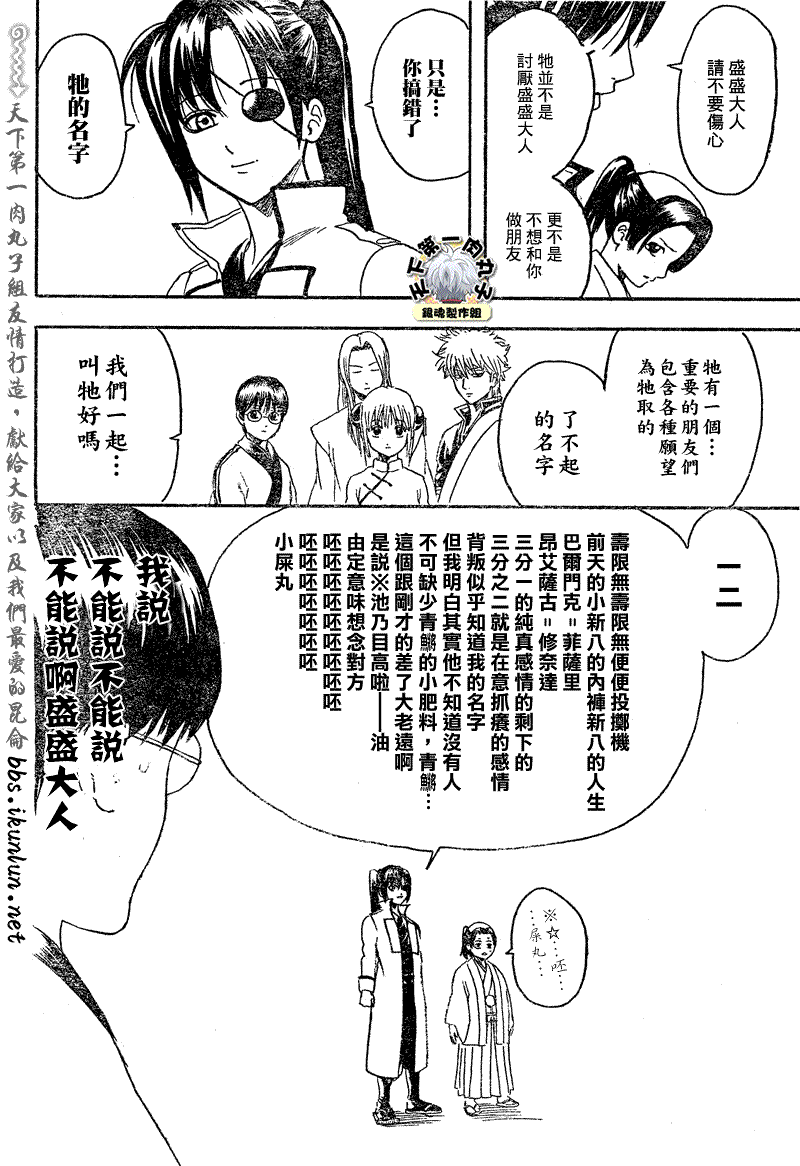 盛盛大人
請不要傷心
牠並不是
討厭盛盛大人
更不是
不想和你
做朋友
只是…
你搞錯了
牠的名字
天下第一肉丸子
銀魂製作組
牠有一個…
重要的朋友們
包含各種願望
為牠取的
了不起
的名字
我們一起…
叫牠好嗎
一二
壽限無壽限無便便投擲機
前天的小新八的內褲新八的人生
巴爾門克=菲薩里
昂艾薩古=修奈達
三分一的純真感情的剩下的
三分之二就是在意抓癢的感情
背叛似乎知道我的名字
但我明白其實他不知道沒有人
不可缺少青鱂的小肥料，青鱂…
這個跟剛才的差了大老遠啊
是說※池乃目高啦——油
由定意味想念對方
呸呸呸呸呸呸呸
呸呸呸呸呸呸
小屎丸
※☆…呸…
…屎丸…
我說
不能說不能說
不能說啊盛盛大人
天下第一肉丸子組友情打造，獻給大家以及我們最愛的昆侖 bbs.ikunlun.net